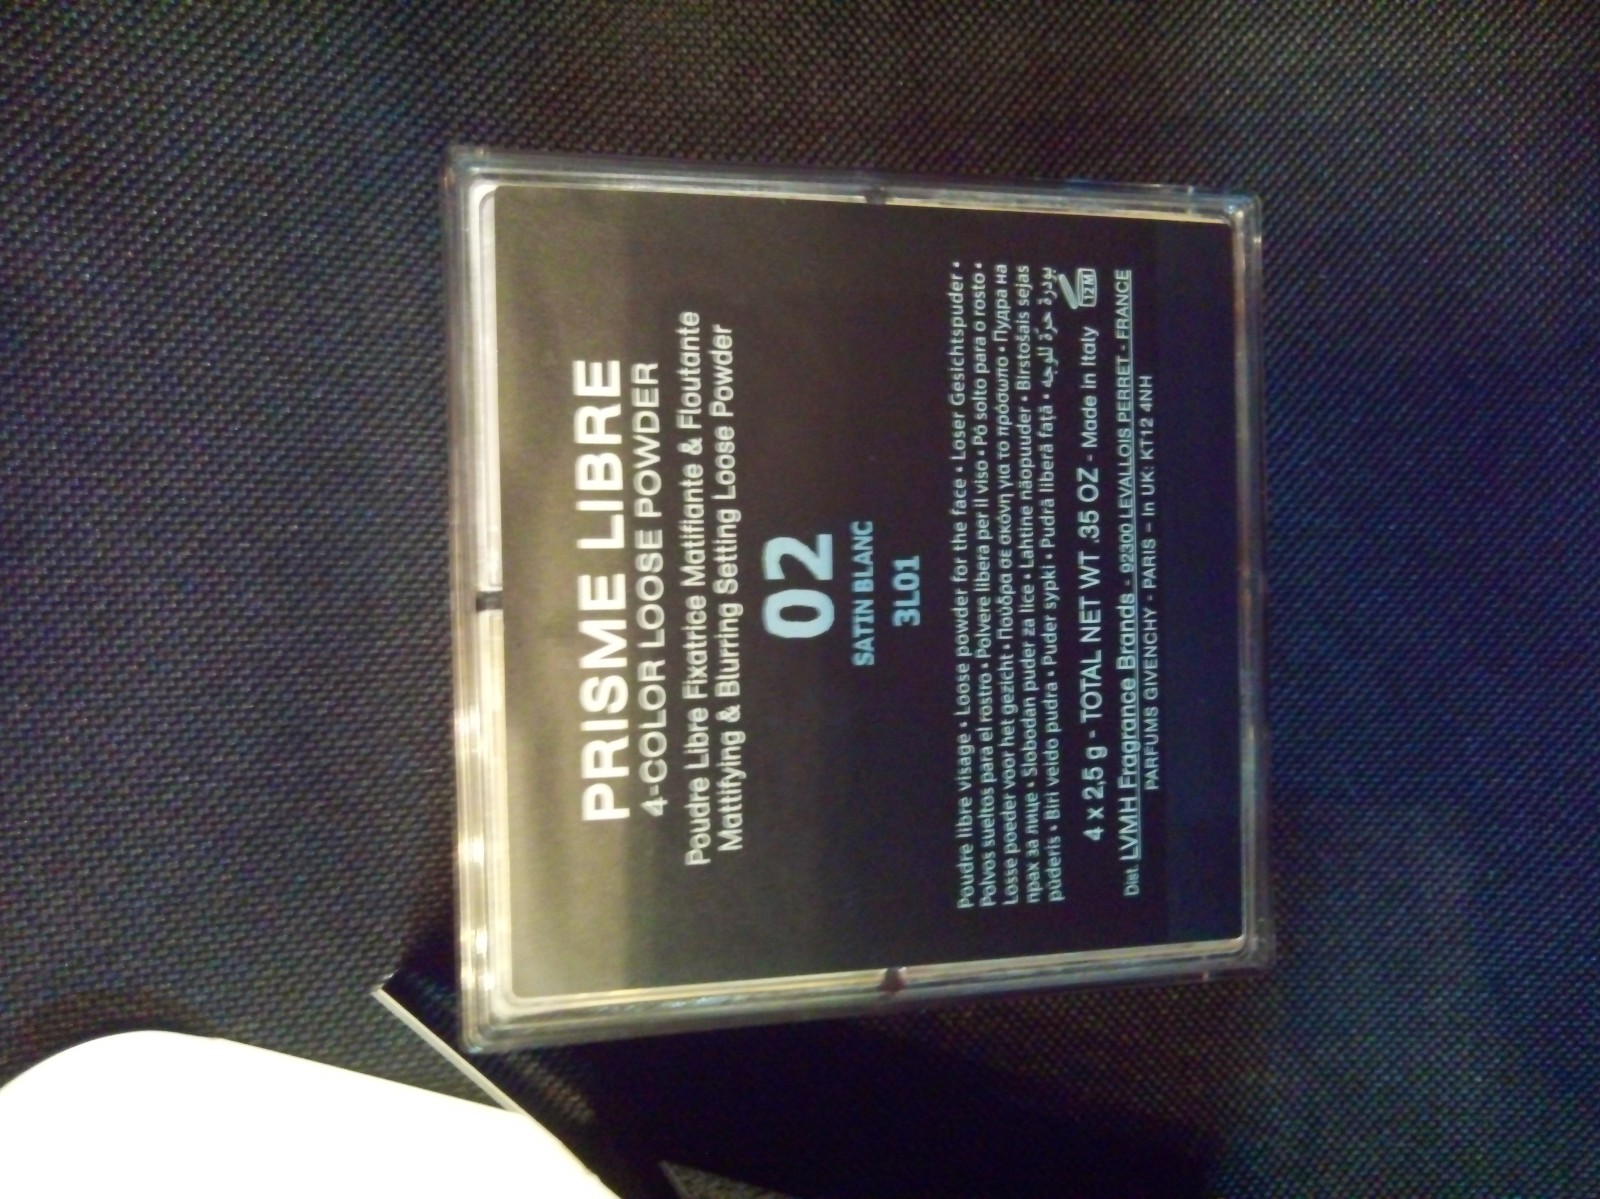 PRISME LIBRE
4-COLOR LOOSE POWDER
Poudre Libre Fixatrice Matifiante & Floutante
Mattifying & Blurring Setting Loose Powder
02
SATIN BLANC
3L01
Poudre libre visage • Loose powder for the face • Loser Gesichtspuder •
Polvos sueltos para el rostro • Polvere libera per il viso • Pó solto para o rosto •
Losse poeder voor het gezicht • Πούδρα σε σκόνη για το πρόσωπο • Пудра на
прах за лице • Slobodan puder za lice • Lahtine näopuuder • Birstošais sejas
pūderis • Biri veido pudra • Puder sypki • Pudră liberă față • بودرة حرّة للوجه
4 x 2,5 g - TOTAL NET WT .35 OZ - Made in Italy 12M
Dist. LVMH Fragrance Brands - 92300 LEVALLOIS PERRET - FRANCE
PARFUMS GIVENCHY - PARIS – In UK: KT12 4NH